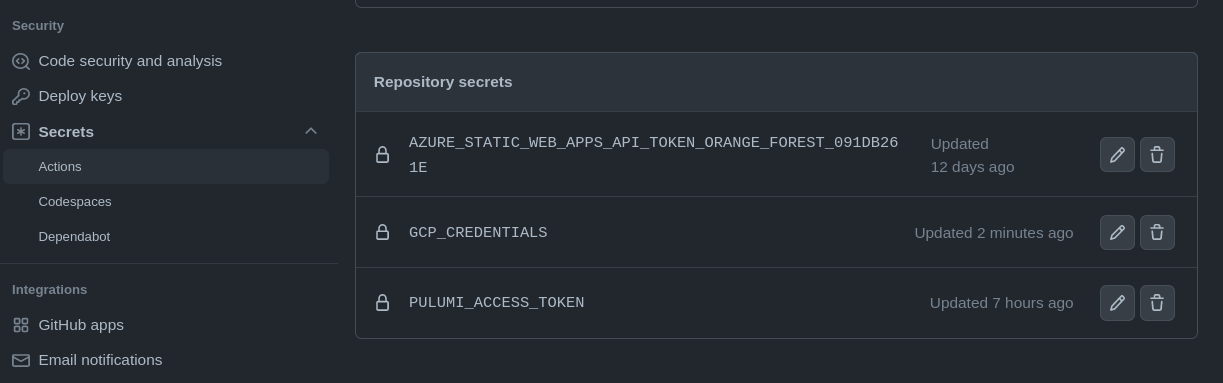 Security
Code security and analysis
Deploy keys
Secrets
Actions
Codespaces
Dependabot
Integrations
GitHub apps
Email notifications
Repository secrets
AZURE_STATIC_WEB_APPS_API_TOKEN_ORANGE_FOREST_091DB26
1E
Updated
12 days ago
GCP_CREDENTIALS
Updated 2 minutes ago
PULUMI_ACCESS_TOKEN
Updated 7 hours ago